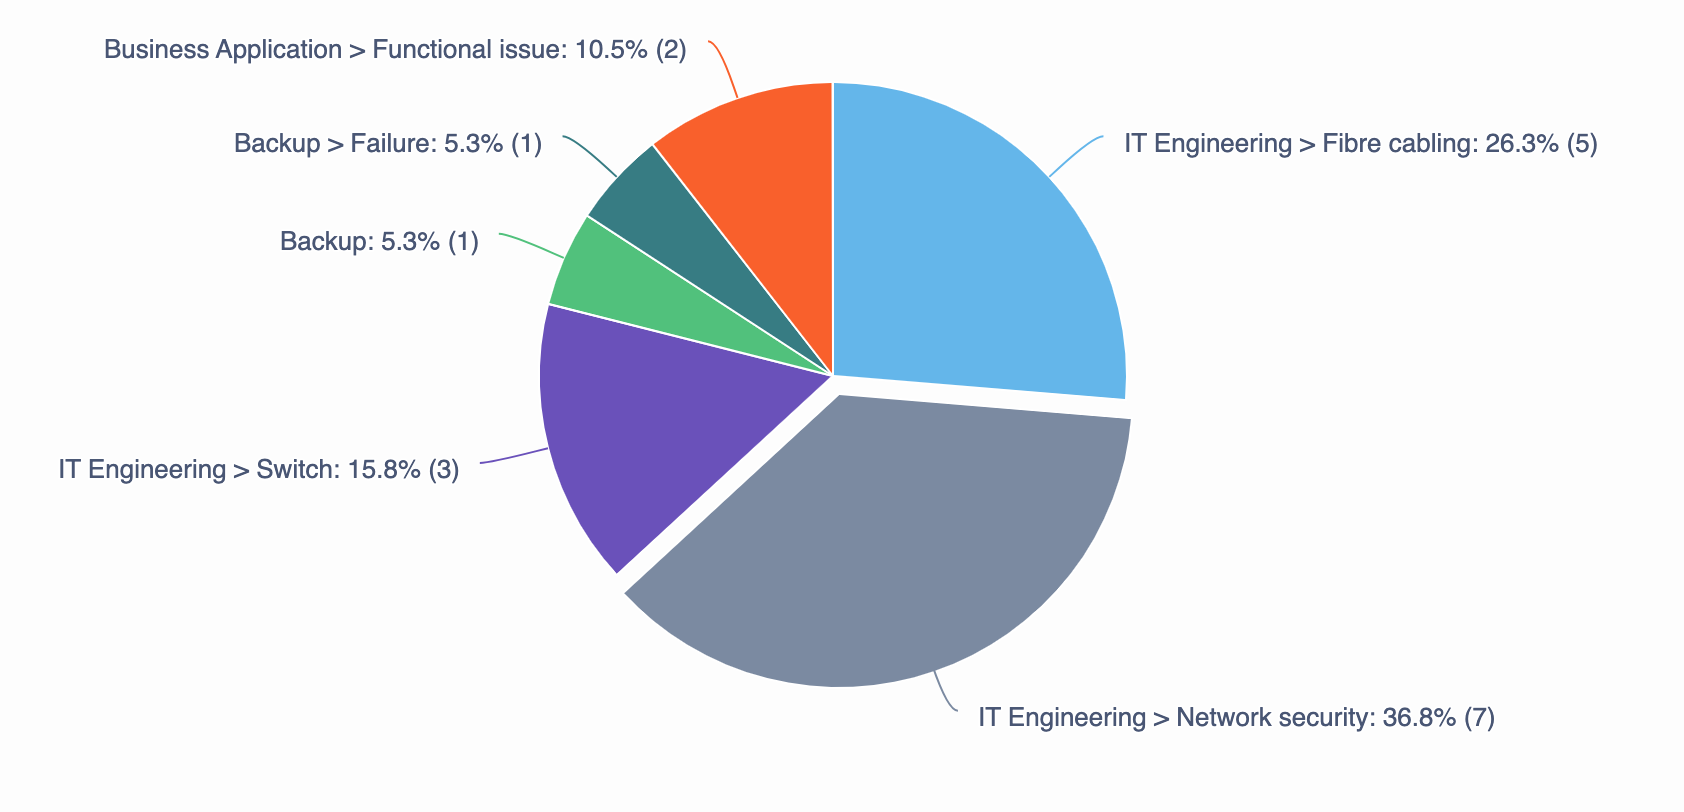 Business Application > Functional issue: 10.5% (2)
Backup > Failure: 5.3% (1)
IT Engineering > Fibre cabling: 26.3% (5)
Backup: 5.3% (1)
IT Engineering > Switch: 15.8% (3)
IT Engineering > Network security: 36.8% (7)